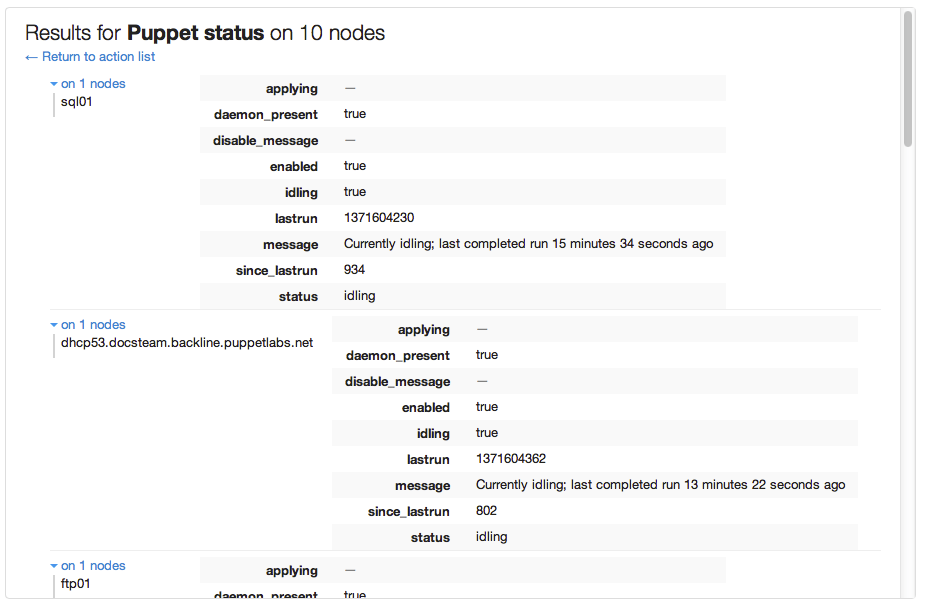 Results for Puppet status on 10 nodes
← Return to action list
on 1 nodes
sql01
applying —
daemon_present true
disable_message —
enabled true
idling true
lastrun 1371604230
message Currently idling; last completed run 15 minutes 34 seconds ago
since_lastrun 934
status idling
on 1 nodes
dhcp53.docsteam.backline.puppetlabs.net
applying —
daemon_present true
disable_message —
enabled true
idling true
lastrun 1371604362
message Currently idling; last completed run 13 minutes 22 seconds ago
since_lastrun 802
status idling
on 1 nodes
ftp01
applying —
daemon_present true